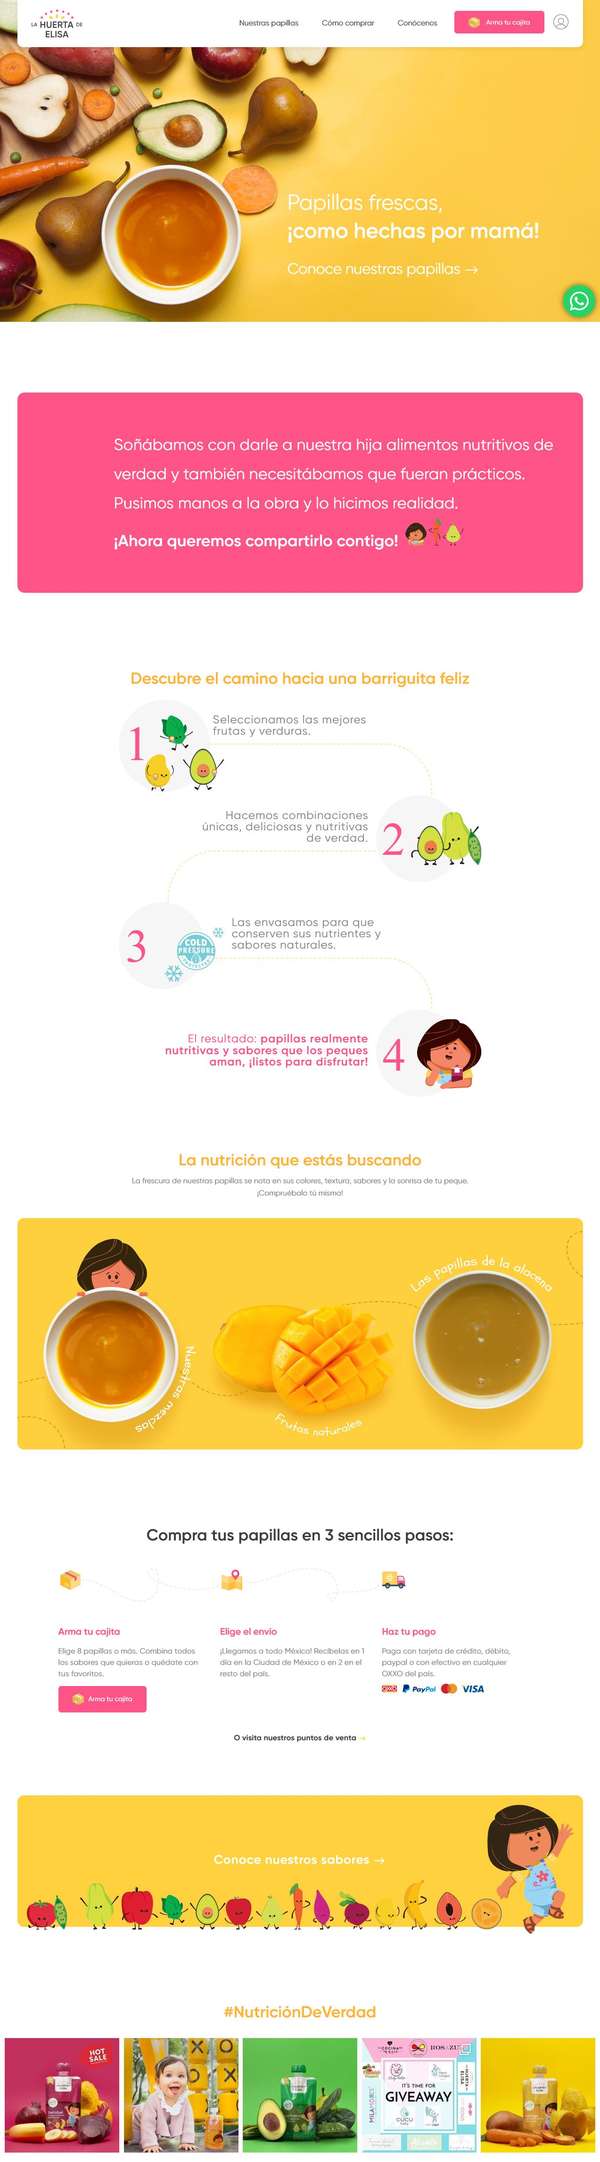 LA HUERTA DE
ELISA
Nuestras papillas
Cómo comprar
Conócenos
Arma tu cajita
Papillas frescas,
¡como hechas por mamá!
Conoce nuestras papillas →
Soñábamos con darle a nuestra hija alimentos nutritivos de
verdad y también necesitábamos que fueran prácticos.
Pusimos manos a la obra y lo hicimos realidad.
¡Ahora queremos compartirlo contigo!
Descubre el camino hacia una barriguita feliz
1
Seleccionamos las mejores
frutas y verduras.
Hacemos combinaciones
únicas, deliciosas y nutritivas
de verdad.
2
3
COLD
PRESSURE
Las envasamos para que
conserven sus nutrientes y
sabores naturales.
El resultado: papillas realmente
nutritivas y sabores que los peques
aman, ¡listos para disfrutar!
4
La nutrición que estás buscando
La frescura de nuestras papillas se nota en sus colores, textura, sabores y la sonrisa de tu peque.
¡Compruébalo tú misma!
Nuestras mezclas
Frutas naturales
Las papillas de la alacena
Compra tus papillas en 3 sencillos pasos:
Arma tu cajita
Elige 8 papillas o más. Combina todos
los sabores que quieras o quédate con
tus favoritos.
Arma tu cajita
Elige el envío
¡Llegamos a todo México! Recíbelas en 1
día en la Ciudad de México o en 2 en el
resto del país.
Haz tu pago
Paga con tarjeta de crédito, débito,
paypal o con efectivo en cualquier
OXXO del país.
OXXO
PayPal
VISA
O visita nuestros puntos de venta →
Conoce nuestros sabores →
#NutriciónDeVerdad
HOT
SALE
XO
OX
IT'S TIME FOR
GIVEAWAY